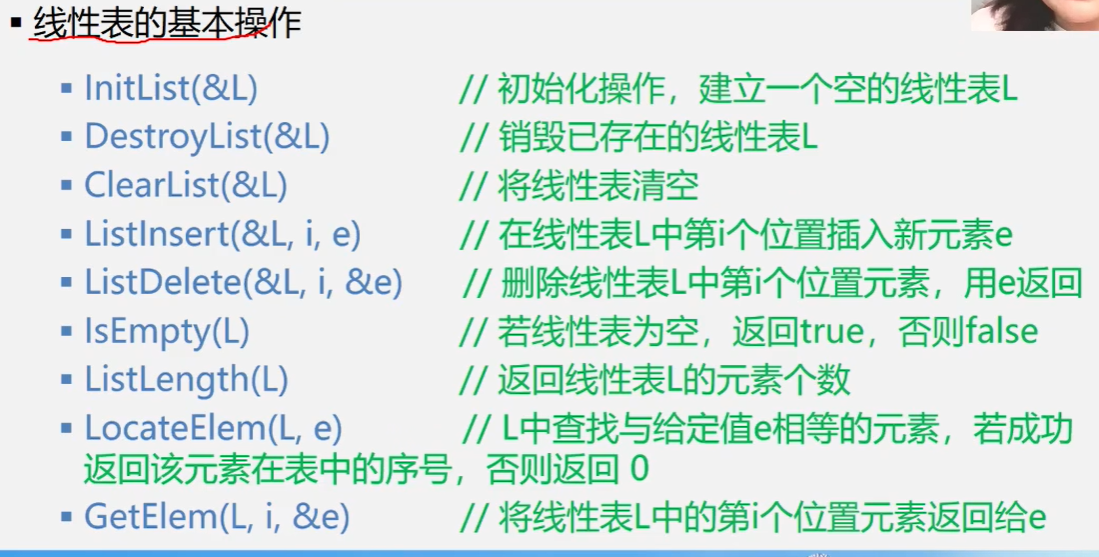 ▪ 线性表的基本操作
▪ InitList(&L) // 初始化操作，建立一个空的线性表L
▪ DestroyList(&L) // 销毁已存在的线性表L
▪ ClearList(&L) // 将线性表清空
▪ ListInsert(&L, i, e) // 在线性表L中第i个位置插入新元素e
▪ ListDelete(&L, i, &e) // 删除线性表L中第i个位置元素，用e返回
▪ IsEmpty(L) // 若线性表为空，返回true，否则false
▪ ListLength(L) // 返回线性表L的元素个数
▪ LocateElem(L, e) // L中查找与给定值e相等的元素，若成功
返回该元素在表中的序号，否则返回 0
▪ GetElem(L, i, &e) // 将线性表L中的第i个位置元素返回给e